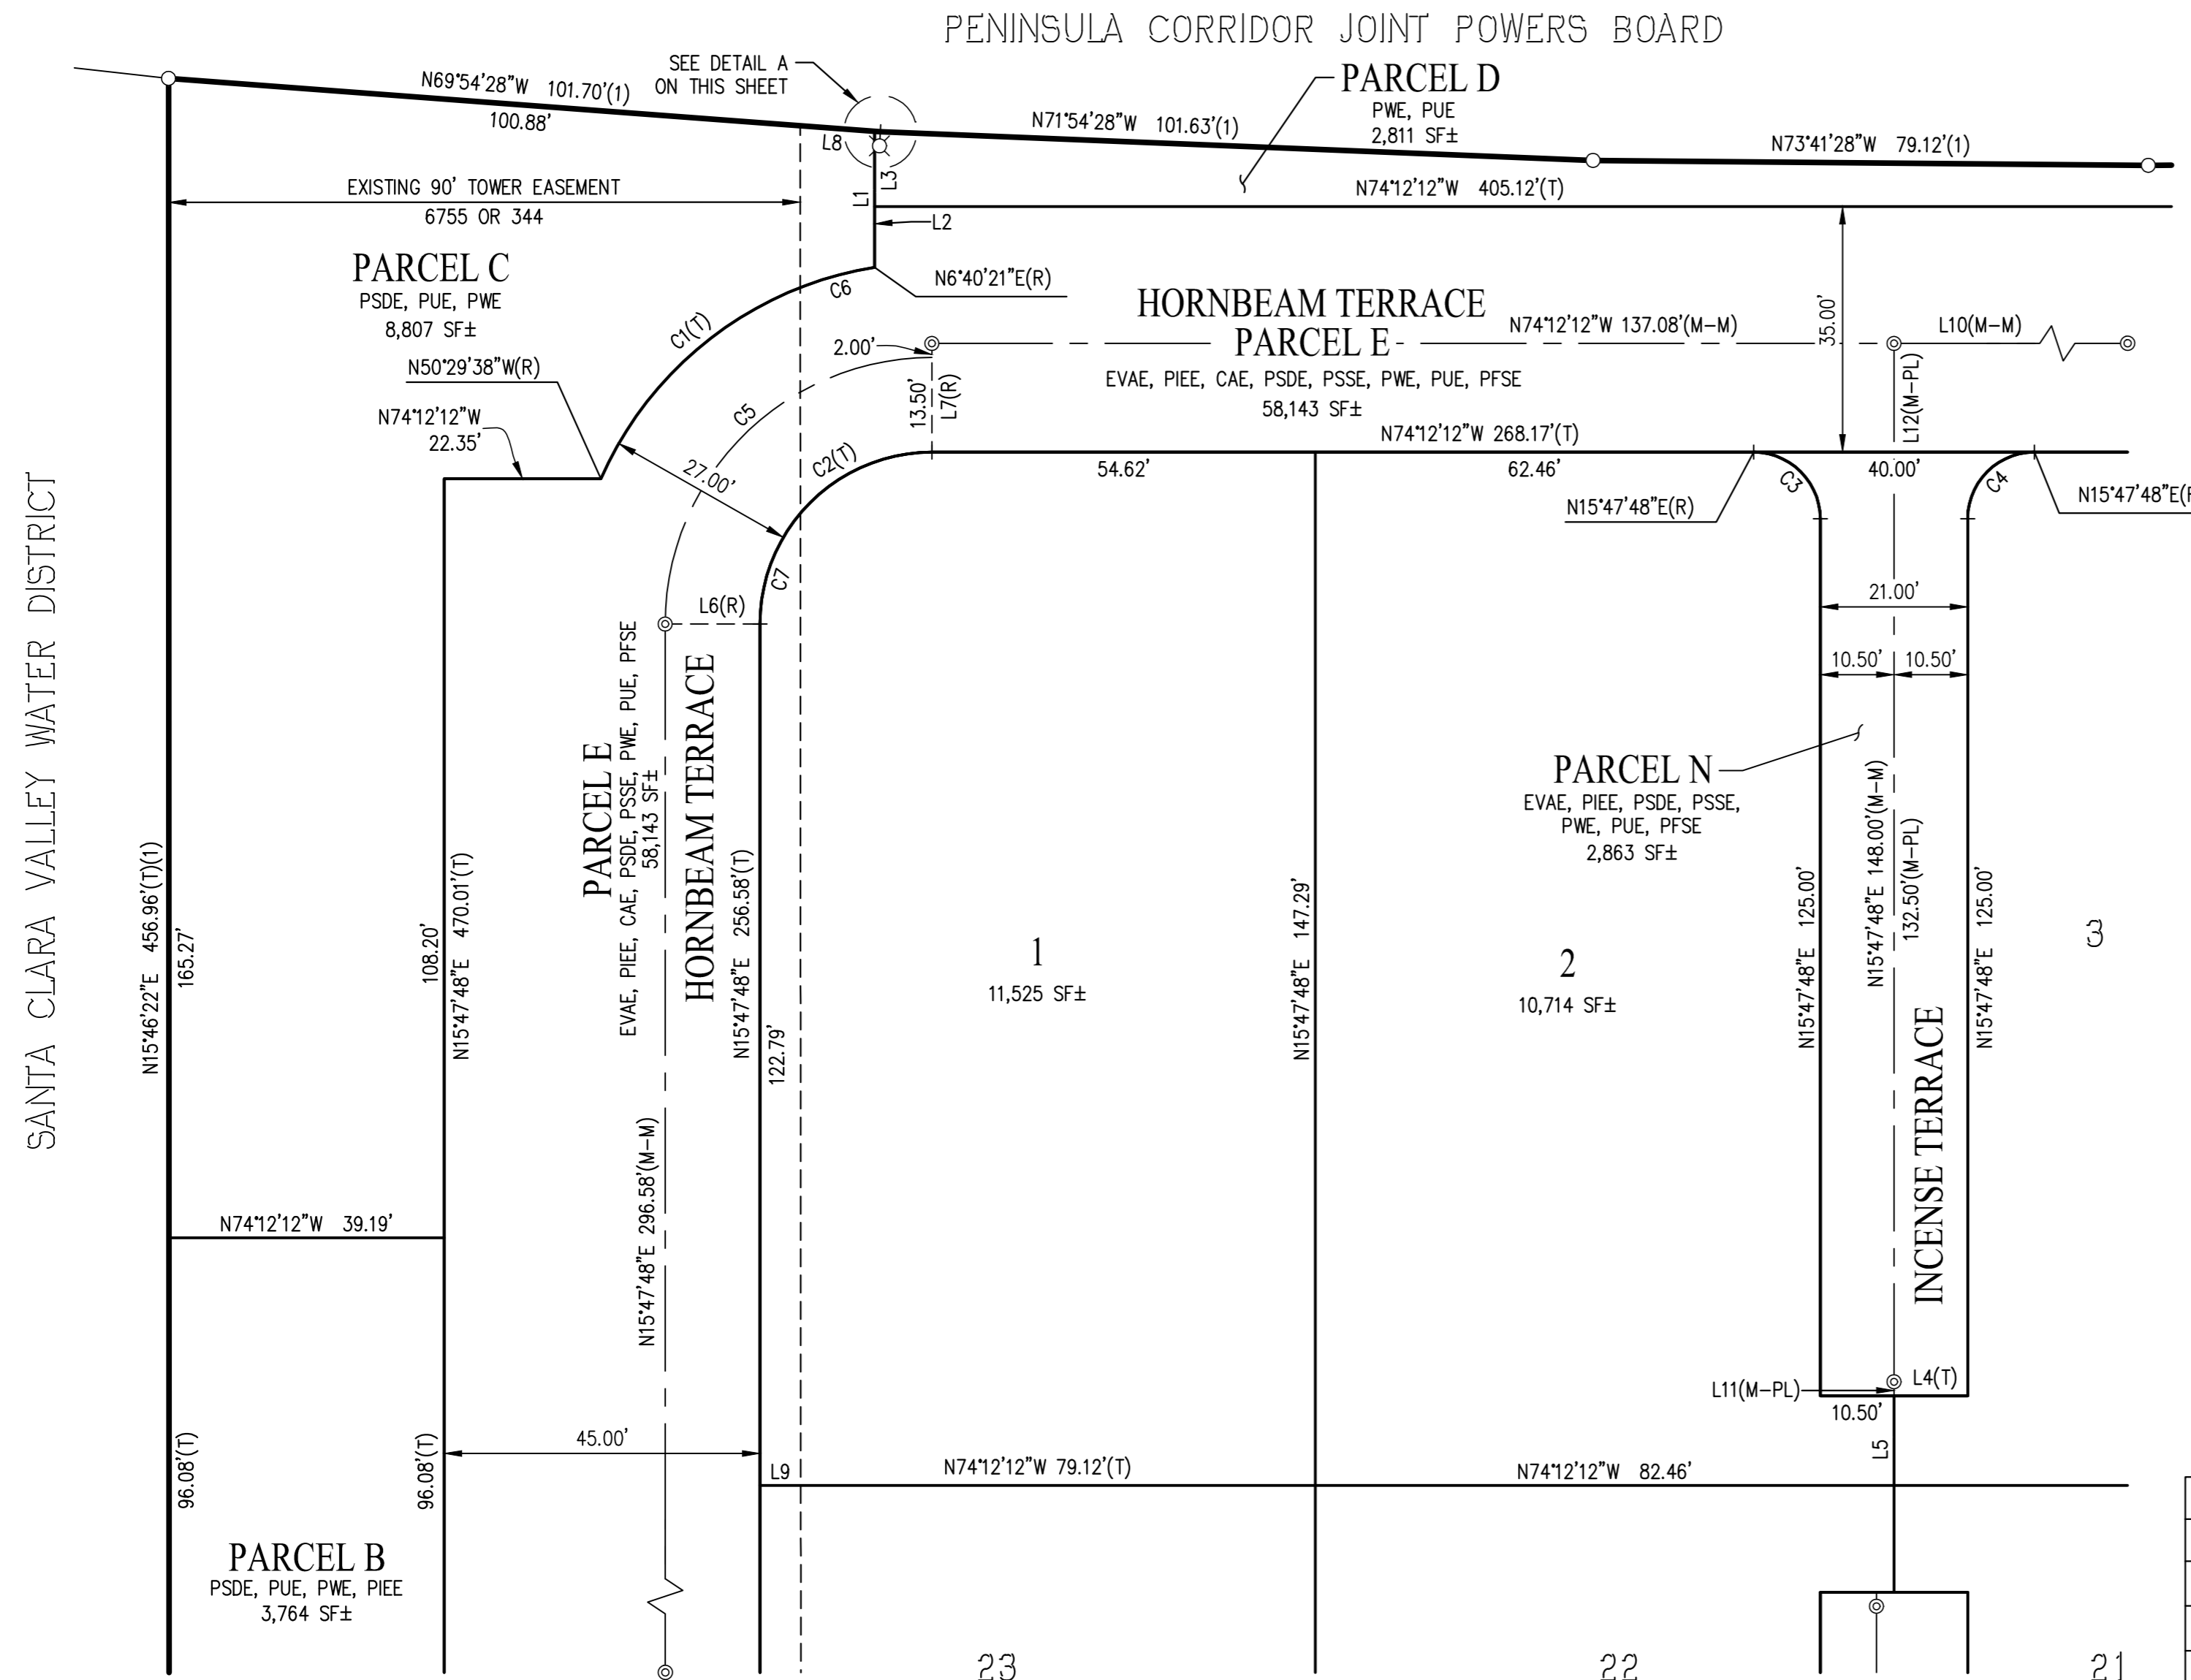 PENINSULA CORRIDOR JOINT POWERS BOARD
SEE DETAIL A
ON THIS SHEET
PARCEL D
PWE, PUE
2,811 SF±
N69°54'28"W 101.70'(1)
100.88'
N71°54'28"W 101.63'(1)
N73°41'28"W 79.12'(1)
L8
L1
L3
L2
EXISTING 90' TOWER EASEMENT
6755 OR 344
N74°12'12"W 405.12'(T)
PARCEL C
PSDE, PUE, PWE
8,807 SF±
N6°40'21"E(R)
C6
C1(T)
HORNBEAM TERRACE
PARCEL E
EVAE, PIEE, CAE, PSDE, PSSE, PWE, PUE, PFSE
58,143 SF±
N74°12'12"W 137.08'(M-M)
35.00'
L10(M-M)
L12(M-PL)
2.00'
13.50'
L7(R)
N50°29'38"W(R)
N74°12'12"W
22.35'
C5
27.00'
C2(T)
C7
N74°12'12"W 268.17'(T)
54.62'
62.46'
40.00'
C3
C4
N15°47'48"E(R)
N15°47'48"E(R
L6(R)
21.00'
10.50'
10.50'
SANTA CLARA VALLEY WATER DISTRICT
N15°46'22"E 456.96'(T)(1)
165.27'
108.20'
N15°47'48"E 470.01'(T)
PARCEL E
EVAE, PIEE, CAE, PSDE, PSSE, PWE, PUE, PFSE
58,143 SF±
HORNBEAM TERRACE
N15°47'48"E 296.58'(M-M)
N15°47'48"E 256.58'(T)
122.79'
1
11,525 SF±
N15°47'48"E 147.29'
2
10,714 SF±
PARCEL N
EVAE, PIEE, PSDE, PSSE,
PWE, PUE, PFSE
2,863 SF±
N15°47'48"E 125.00'
N15°47'48"E 148.00'(M-M)
132.50'(M-PL)
N15°47'48"E 125.00'
INCENSE TERRACE
3
N74°12'12"W 39.19'
L11(M-PL)
L4(T)
10.50'
L5
45.00'
L9
N74°12'12"W 79.12'(T)
N74°12'12"W 82.46'
96.08'(T)
96.08'(T)
PARCEL B
PSDE, PUE, PWE, PIEE
3,764 SF±
23
22
21